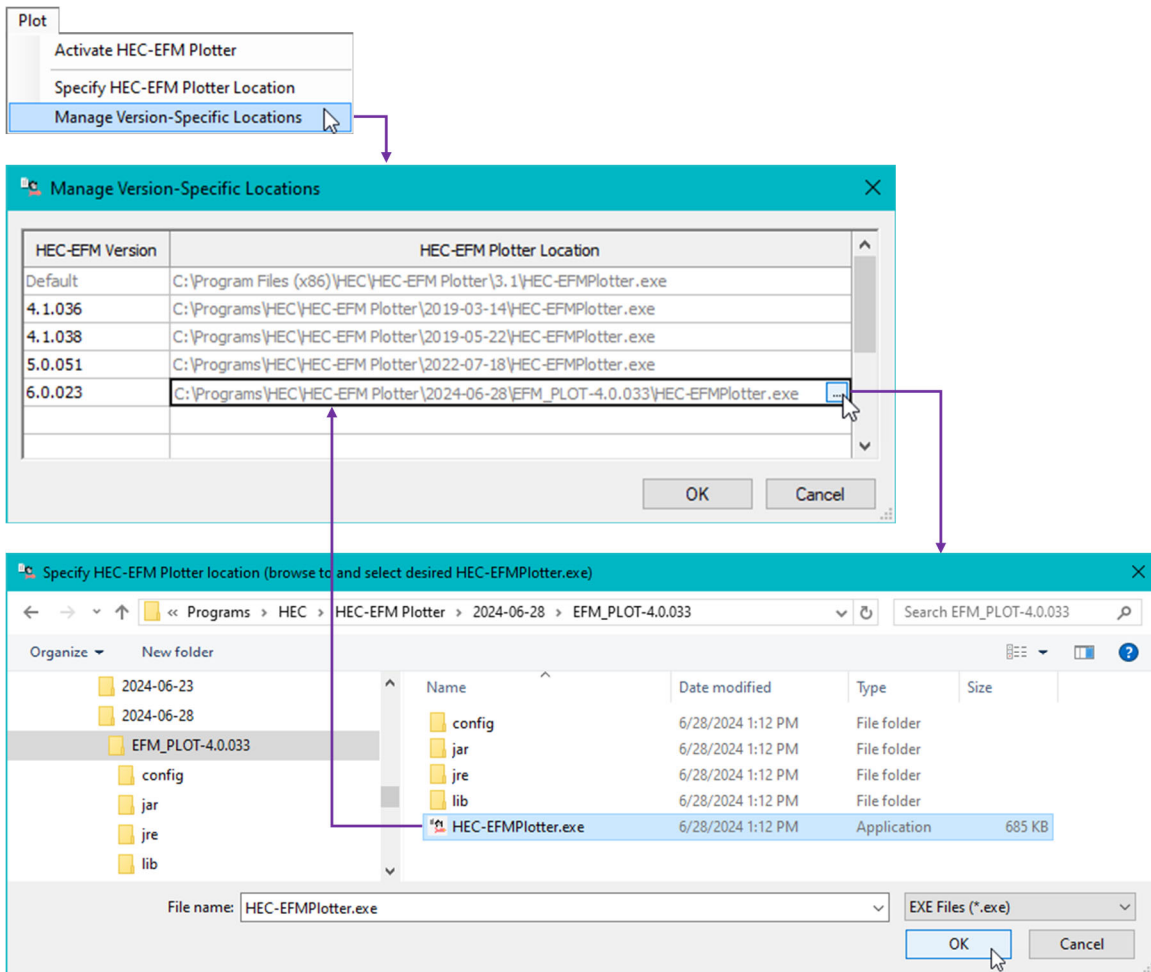 Plot
Activate HEC-EFM Plotter
Specify HEC-EFM Plotter Location
Manage Version-Specific Locations
Manage Version-Specific Locations
HEC-EFM Version HEC-EFM Plotter Location
Default C:\Program Files (x86)\HEC\HEC-EFM Plotter\3.1\HEC-EFMPlotter.exe
4.1.036 C:\Programs\HEC\HEC-EFM Plotter\2019-03-14\HEC-EFMPlotter.exe
4.1.038 C:\Programs\HEC\HEC-EFM Plotter\2019-05-22\HEC-EFMPlotter.exe
5.0.051 C:\Programs\HEC\HEC-EFM Plotter\2022-07-18\HEC-EFMPlotter.exe
6.0.023 C:\Programs\HEC\HEC-EFM Plotter\2024-06-28\EFM_PLOT-4.0.033\HEC-EFMPlotter.exe ...
OK Cancel
Specify HEC-EFM Plotter location (browse to and select desired HEC-EFMPlotter.exe)
« Programs > HEC > HEC-EFM Plotter > 2024-06-28 > EFM_PLOT-4.0.033 Search EFM_PLOT-4.0.033
Organize New folder
Name Date modified Type Size
2024-06-23
2024-06-28
EFM_PLOT-4.0.033
config
jar
jre
lib
config 6/28/2024 1:12 PM File folder
jar 6/28/2024 1:12 PM File folder
jre 6/28/2024 1:12 PM File folder
lib 6/28/2024 1:12 PM File folder
HEC-EFMPlotter.exe 6/28/2024 1:12 PM Application 685 KB
File name: HEC-EFMPlotter.exe EXE Files (*.exe)
OK Cancel